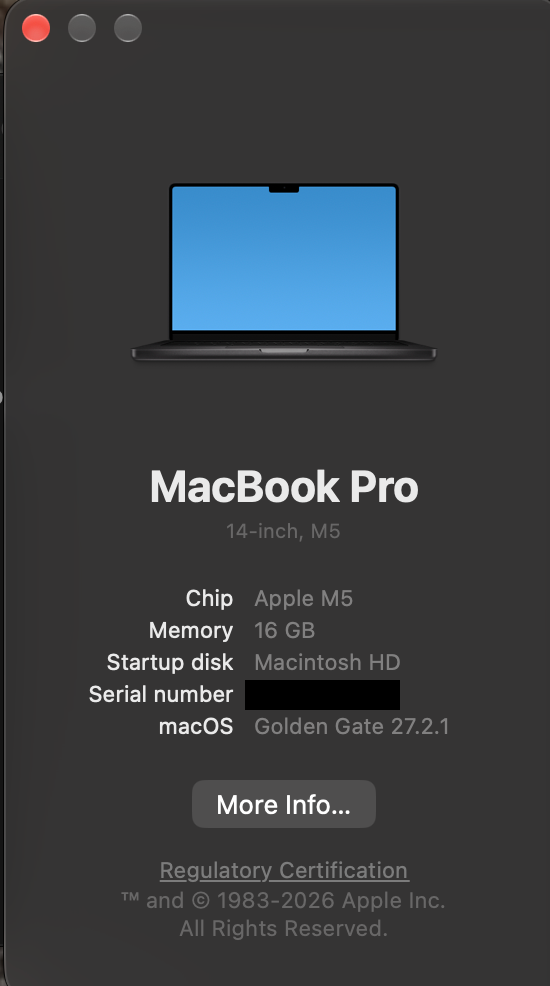 MacBook Pro
14-inch, M5
Chip Apple M5
Memory 16 GB
Startup disk Macintosh HD
Serial number
macOS Golden Gate 27.2.1
More Info...
Regulatory Certification
™ and © 1983-2026 Apple Inc.
All Rights Reserved.